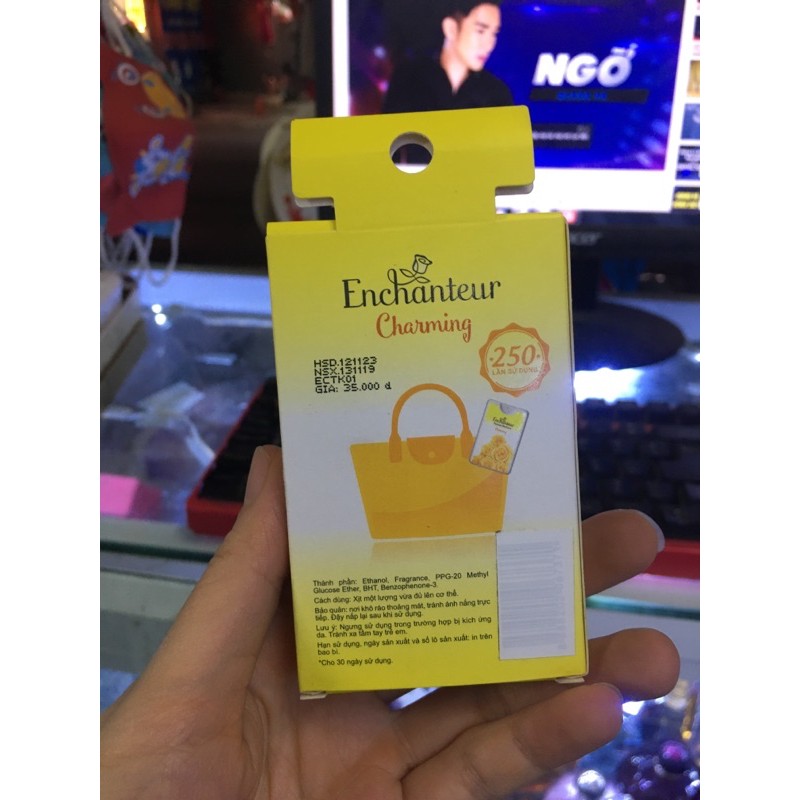 NGỠ
Enchanteur
Charming
HSD.121123
NSX.131119
ECTK01
GIÁ: 35.000 đ
250
LẦN SỬ DỤNG
Enchanteur
Thành phần: Ethanol, Fragrance, PPG-20 Methyl
Glucose Ether, BHT, Benzophenone-3.
Cách dùng: Xịt một lượng vừa đủ lên cơ thể.
Bảo quản: nơi khô ráo thoáng mát, tránh ánh nắng trực
tiếp. Đậy nắp lại sau khi sử dụng.
Lưu ý: Ngưng sử dụng trong trường hợp bị kích ứng
da. Tránh xa tầm tay trẻ em.
Hạn sử dụng, ngày sản xuất và số lô sản xuất: in trên
bao bì.
*Cho 30 ngày sử dụng.